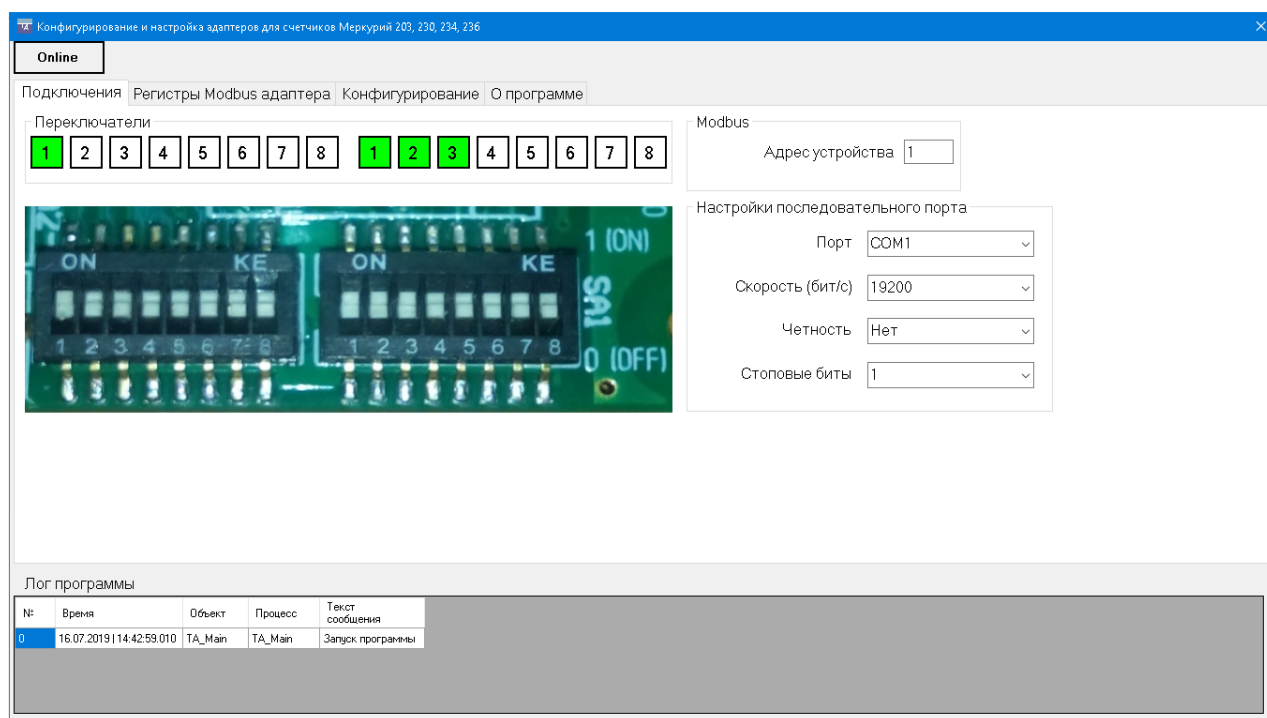 TA Конфигурирование и настройка адаптеров для счетчиков Меркурий 203, 230, 234, 236
Online
Подключения Регистры Modbus адаптера Конфигурирование О программе
Переключатели
1 2 3 4 5 6 7 8 1 2 3 4 5 6 7 8
Modbus
Адрес устройства 1
ON KE ON KE
1 2 3 4 5 6 7 8 1 2 3 4 5 6 7 8
1 (ON)
SA1
0 (OFF)
Настройки последовательного порта
Порт COM1
Скорость (бит/с) 19200
Четность Нет
Стоповые биты 1
Лог программы
№ Время Объект Процесс Текст сообщения
0 16.07.2019 | 14:42:59.010 TA_Main TA_Main Запуск программы